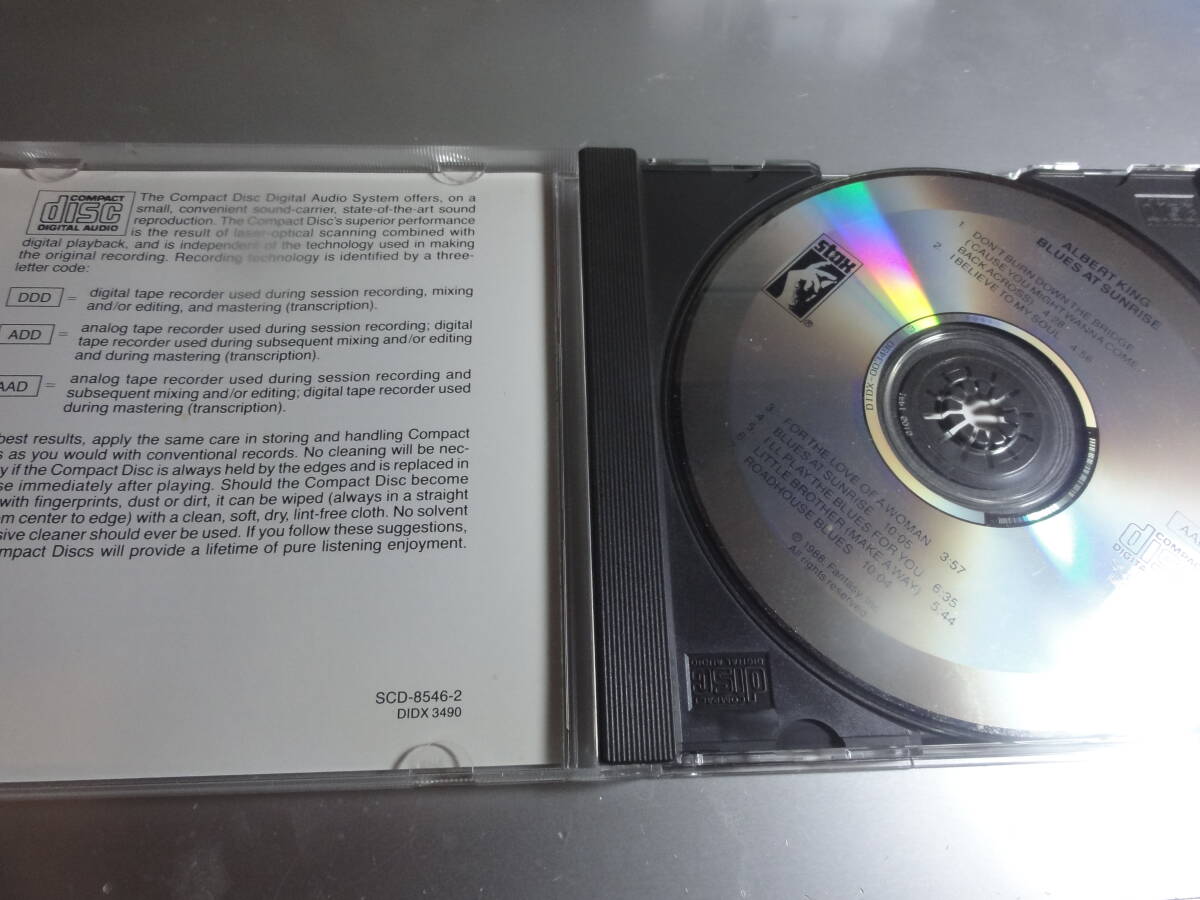 COMPACT
disc
DIGITAL AUDIO
The Compact Disc Digital Audio System offers, on a
small, convenient sound-carrier, state-of-the-art sound
reproduction. The Compact Disc's superior performance
is the result of laser-optical scanning combined with
digital playback, and is independent of the technology used in making
the original recording. Recording technology is identified by a three-
letter code:
DDD = digital tape recorder used during session recording, mixing
and/or editing, and mastering (transcription).
ADD = analog tape recorder used during session recording; digital
tape recorder used during subsequent mixing and/or editing
and during mastering (transcription).
AAD = analog tape recorder used during session recording and
subsequent mixing and/or editing; digital tape recorder used
during mastering (transcription).
best results, apply the same care in storing and handling Compact
as you would with conventional records. No cleaning will be nec-
if the Compact Disc is always held by the edges and is replaced in
immediately after playing. Should the Compact Disc become
with fingerprints, dust or dirt, it can be wiped (always in a straight
center to edge) with a clean, soft, dry, lint-free cloth. No solvent
cleaner should ever be used. If you follow these suggestions,
Discs will provide a lifetime of pure listening enjoyment.
SCD-8546-2
DIDX 3490
stax
®
ALBERT KING
BLUES AT SUNRISE
1. DON'T BURN DOWN THE BRIDGE
('CAUSE YOU MIGHT WANNA COME
BACK ACROSS) 4:58
2. I BELIEVE TO MY SOUL 4:56
DIDX-003490
3. FOR THE LOVE OF A WOMAN 3:57
4. BLUES AT SUNRISE 10:05
5. I'LL PLAY THE BLUES FOR YOU 6:35
6. LITTLE BROTHER (MAKE A WAY) 5:44
ROADHOUSE BLUES 10:04
© 1988, Fantasy, Inc.
All rights reserved.
COMPACT
disc
DIGITAL
COMPACT
DISC
DIGITAL AUDIO